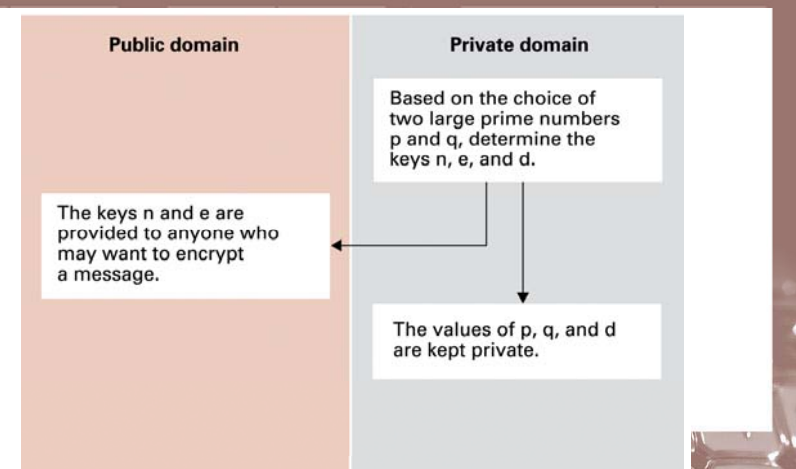 Public domain
Private domain
Based on the choice of
two large prime numbers
p and q, determine the
keys n, e, and d.
The keys n and e are
provided to anyone who
may want to encrypt
a message.
The values of p, q, and d
are kept private.